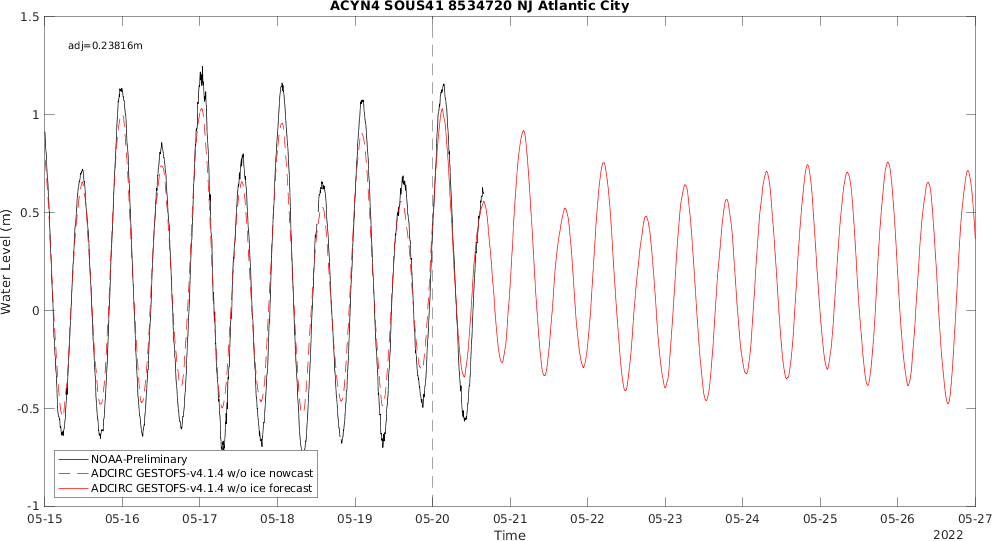 ACYN4 SOUS41 8534720 NJ Atlantic City
adj=0.23816m
Water Level (m)
1.5
1
0.5
0
-0.5
-1
NOAA-Preliminary
ADCIRC GESTOFS-v4.1.4 w/o ice nowcast
ADCIRC GESTOFS-v4.1.4 w/o ice forecast
05-15 05-16 05-17 05-18 05-19 05-20 05-21 05-22 05-23 05-24 05-25 05-26 05-27
Time
2022